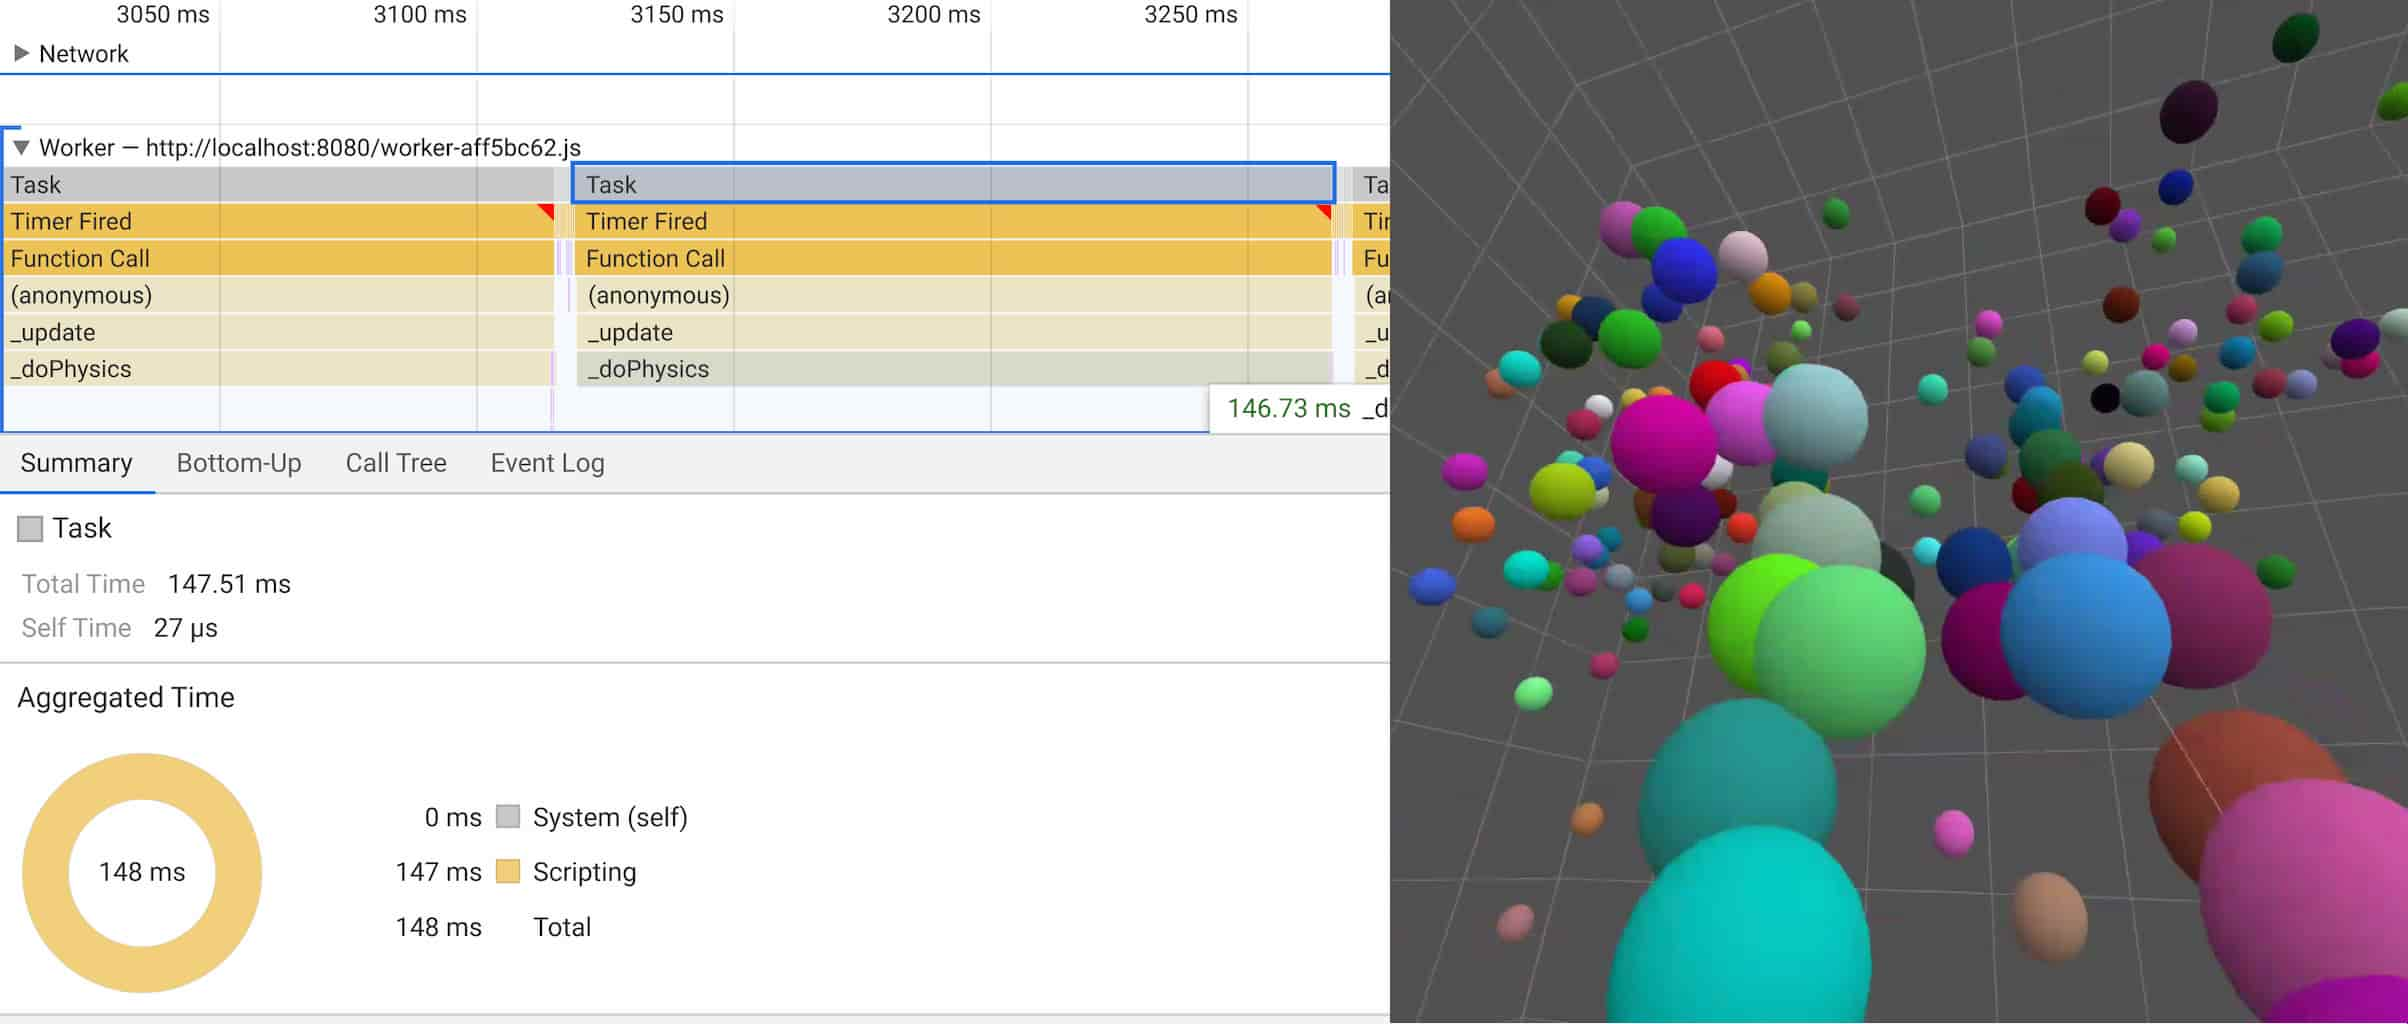 3050 ms 3100 ms 3150 ms 3200 ms 3250 ms
Network
Worker – http://localhost:8080/worker-aff5bc62.js
Task Task Ta
Timer Fired Timer Fired Tir
Function Call Function Call Fu
(anonymous) (anonymous) (a
_update _update _u
_doPhysics _doPhysics _d
146.73 ms _d
Summary Bottom-Up Call Tree Event Log
Task
Total Time 147.51 ms
Self Time 27 μs
Aggregated Time
148 ms
0 ms System (self)
147 ms Scripting
148 ms Total